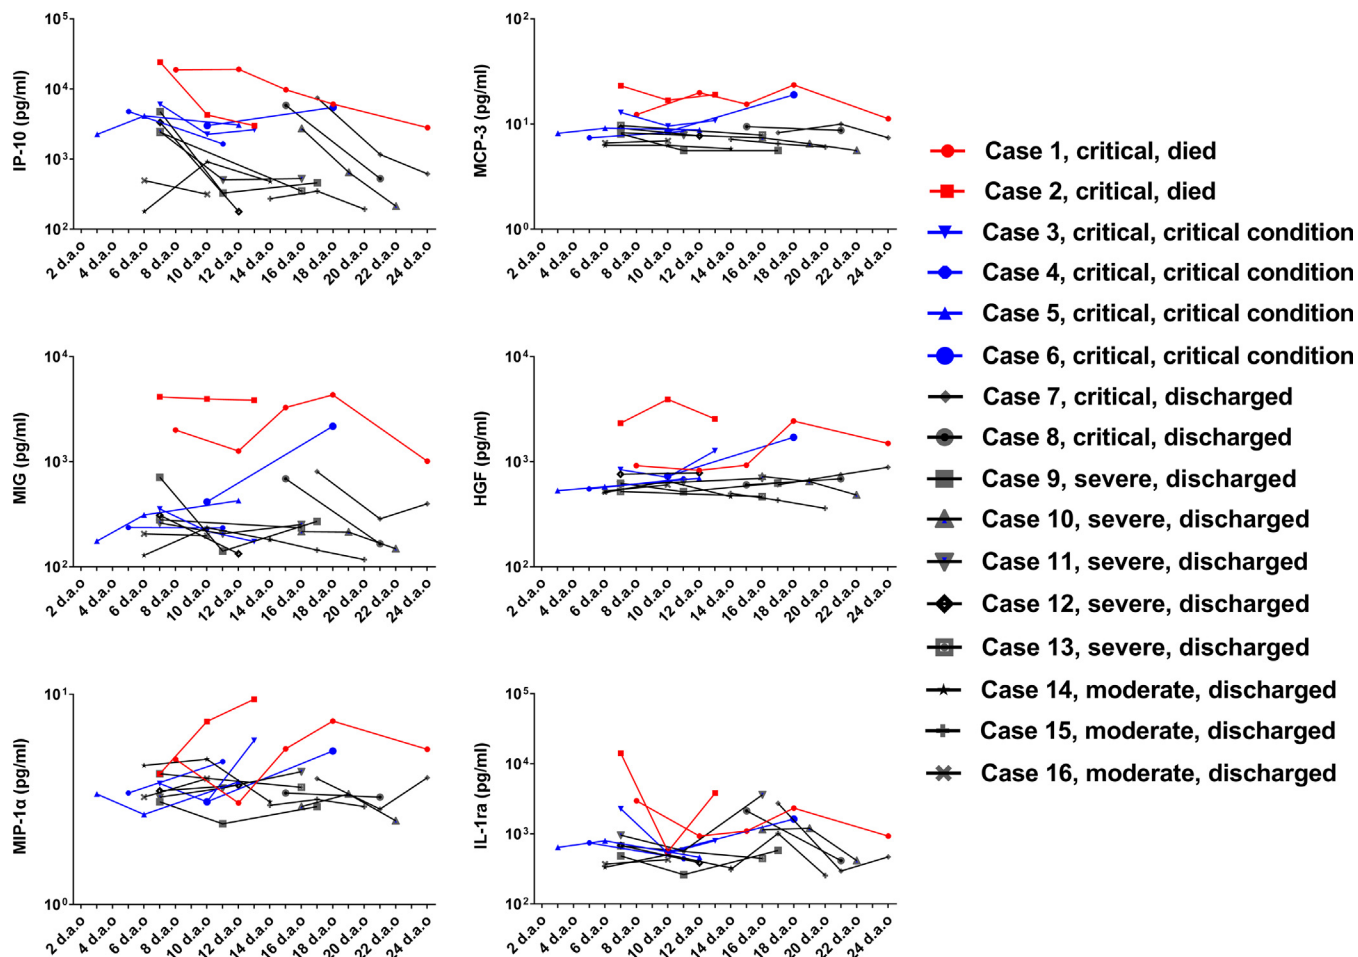 IP-10 (pg/ml)
10⁵
10⁴
10³
10²
2 d.a.o
4 d.a.o
6 d.a.o
8 d.a.o
10 d.a.o
12 d.a.o
14 d.a.o
16 d.a.o
18 d.a.o
20 d.a.o
22 d.a.o
24 d.a.o
MCP-3 (pg/ml)
10²
10¹
10⁰
2 d.a.o
4 d.a.o
6 d.a.o
8 d.a.o
10 d.a.o
12 d.a.o
14 d.a.o
16 d.a.o
18 d.a.o
20 d.a.o
22 d.a.o
24 d.a.o
MIG (pg/ml)
10⁴
10³
10²
2 d.a.o
4 d.a.o
6 d.a.o
8 d.a.o
10 d.a.o
12 d.a.o
14 d.a.o
16 d.a.o
18 d.a.o
20 d.a.o
22 d.a.o
24 d.a.o
HGF (pg/ml)
10⁴
10³
10²
2 d.a.o
4 d.a.o
6 d.a.o
8 d.a.o
10 d.a.o
12 d.a.o
14 d.a.o
16 d.a.o
18 d.a.o
20 d.a.o
22 d.a.o
24 d.a.o
MIP-1α (pg/ml)
10¹
10⁰
2 d.a.o
4 d.a.o
6 d.a.o
8 d.a.o
10 d.a.o
12 d.a.o
14 d.a.o
16 d.a.o
18 d.a.o
20 d.a.o
22 d.a.o
24 d.a.o
IL-1ra (pg/ml)
10⁵
10⁴
10³
10²
2 d.a.o
4 d.a.o
6 d.a.o
8 d.a.o
10 d.a.o
12 d.a.o
14 d.a.o
16 d.a.o
18 d.a.o
20 d.a.o
22 d.a.o
24 d.a.o
Case 1, critical, died
Case 2, critical, died
Case 3, critical, critical condition
Case 4, critical, critical condition
Case 5, critical, critical condition
Case 6, critical, critical condition
Case 7, critical, discharged
Case 8, critical, discharged
Case 9, severe, discharged
Case 10, severe, discharged
Case 11, severe, discharged
Case 12, severe, discharged
Case 13, severe, discharged
Case 14, moderate, discharged
Case 15, moderate, discharged
Case 16, moderate, discharged